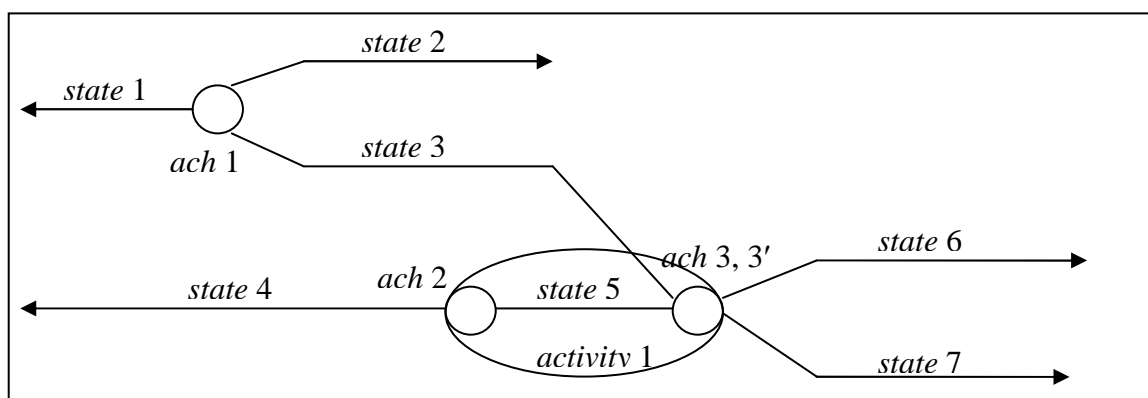 state 2
state 1
state 3
ach 1
ach 3, 3′
state 6
ach 2
state 4
state 5
activity 1
state 7